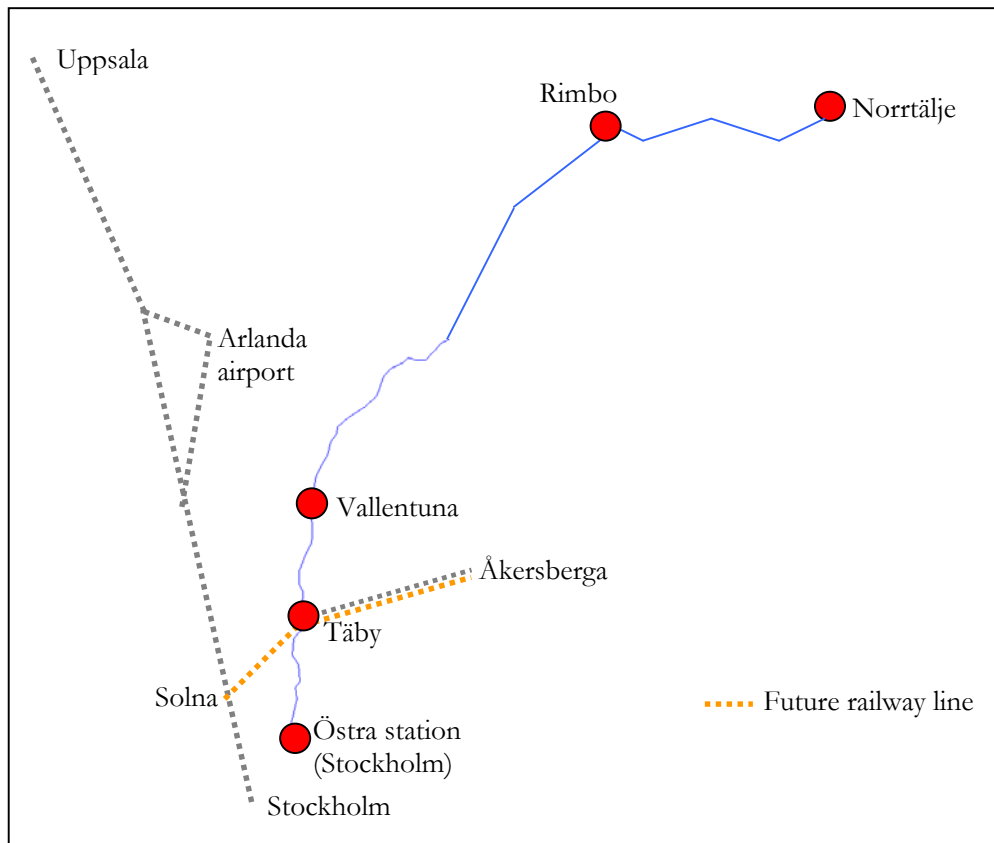 Uppsala
Rimbo
Norrtälje
Arlanda
airport
Vallentuna
Åkersberga
Täby
Solna
Future railway line
Östra station
(Stockholm)
Stockholm